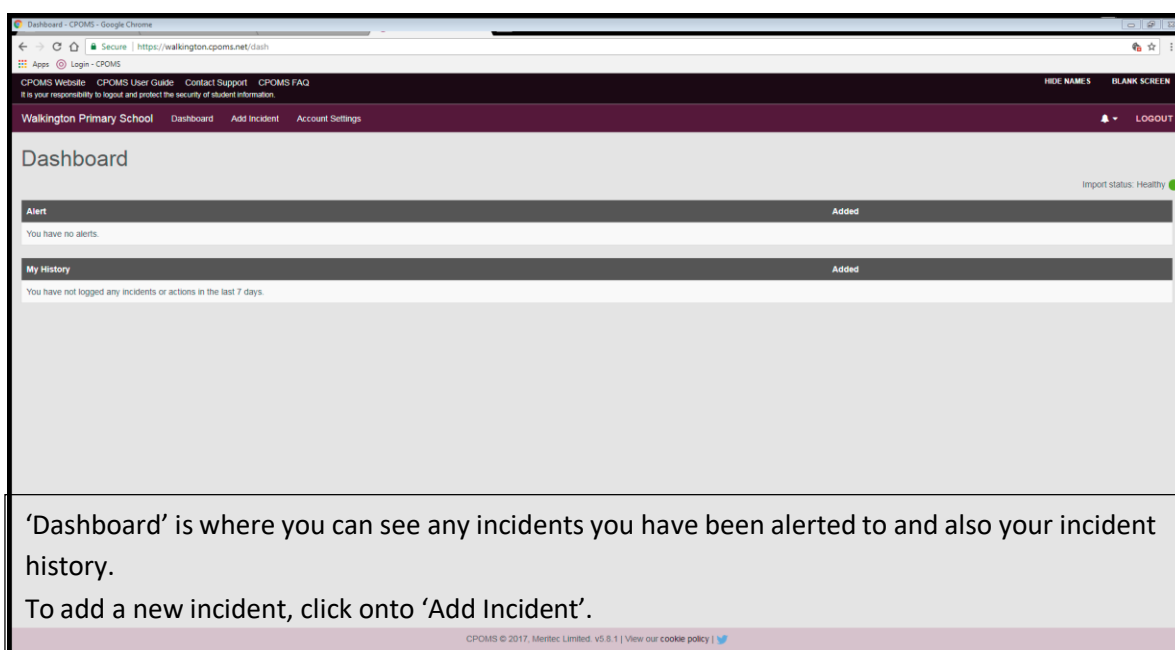 Dashboard - CPOMS - Google Chrome
Secure | https://walkington.cpoms.net/dash
Apps Login - CPOMS
CPOMS Website CPOMS User Guide Contact Support CPOMS FAQ HIDE NAMES BLANK SCREEN
It is your responsibility to logout and protect the security of student information.
Walkington Primary School Dashboard Add Incident Account Settings LOGOUT
Dashboard
Import status: Healthy
Alert Added
You have no alerts.
My History Added
You have not logged any incidents or actions in the last 7 days.
‘Dashboard’ is where you can see any incidents you have been alerted to and also your incident
history.
To add a new incident, click onto ‘Add Incident’.
CPOMS © 2017, Meritec Limited. v5.8.1 | View our cookie policy |